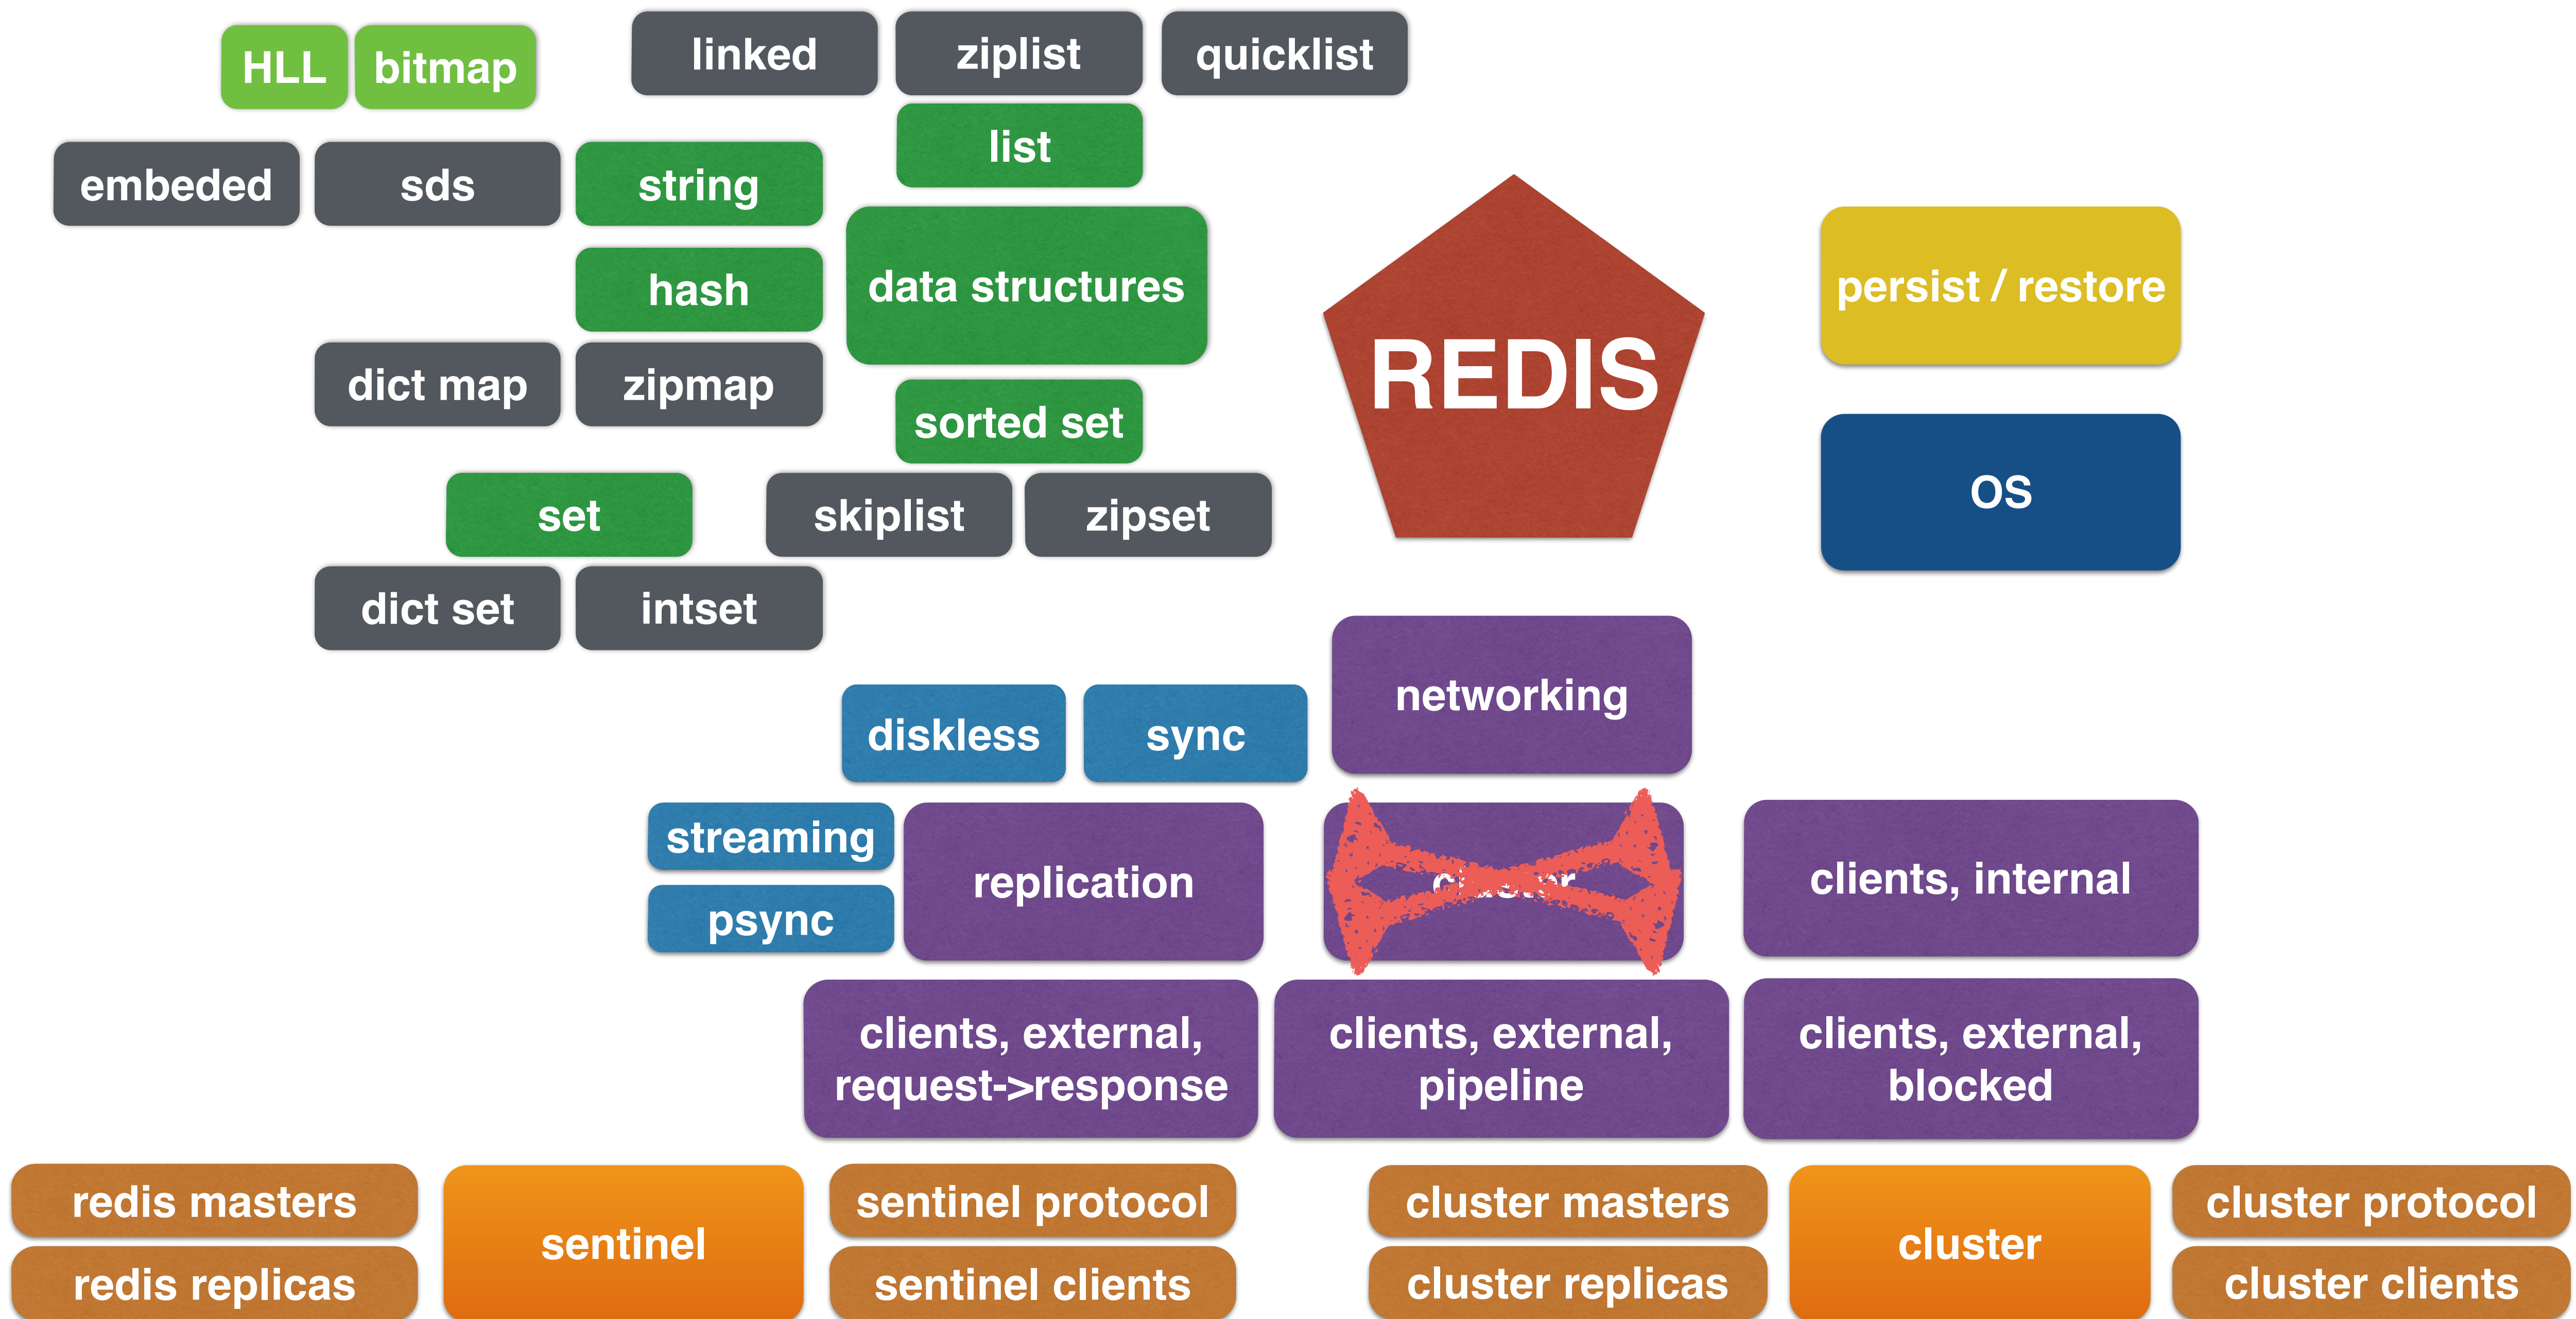 HLL
bitmap
linked
ziplist
quicklist
list
embeded
sds
string
hash
data structures
REDIS
persist / restore
dict map
zipmap
sorted set
OS
set
skiplist
zipset
dict set
intset
networking
diskless
sync
streaming
psync
replication
clients, internal
clients, external,
request->response
clients, external,
pipeline
clients, external,
blocked
redis masters
redis replicas
sentinel
sentinel protocol
sentinel clients
cluster masters
cluster replicas
cluster
cluster protocol
cluster clients